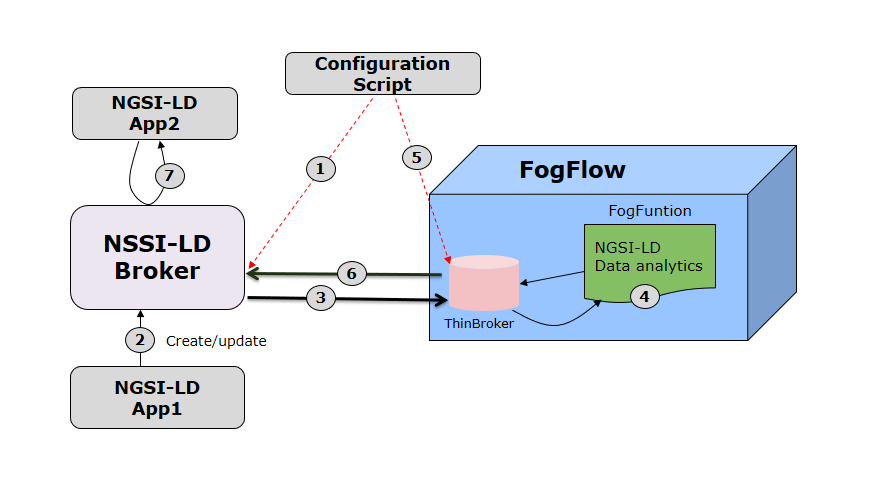 Configuration
Script
NGSI-LD
App2
1
5
7
FogFlow
FogFuntion
NSSI-LD
Broker
NGSI-LD
Data analytics
6
3
4
ThinBroker
2
Create/update
NGSI-LD
App1